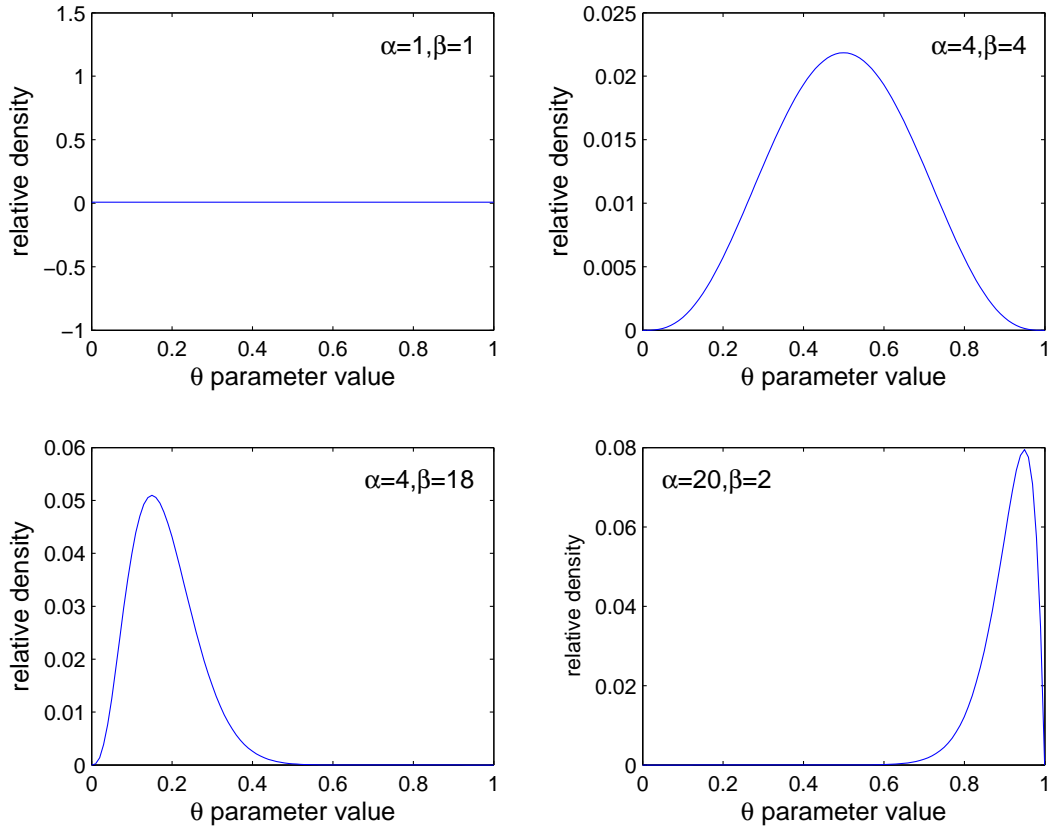 1.5
1
0.5
0
−0.5
−1
relative density
α=1,β=1
0 0.2 0.4 0.6 0.8 1
θ parameter value
0.025
0.02
0.015
0.01
0.005
0
relative density
α=4,β=4
0 0.2 0.4 0.6 0.8 1
θ parameter value
0.06
0.05
0.04
0.03
0.02
0.01
0
relative density
α=4,β=18
0 0.2 0.4 0.6 0.8 1
θ parameter value
0.08
0.06
0.04
0.02
0
relative density
α=20,β=2
0 0.2 0.4 0.6 0.8 1
θ parameter value